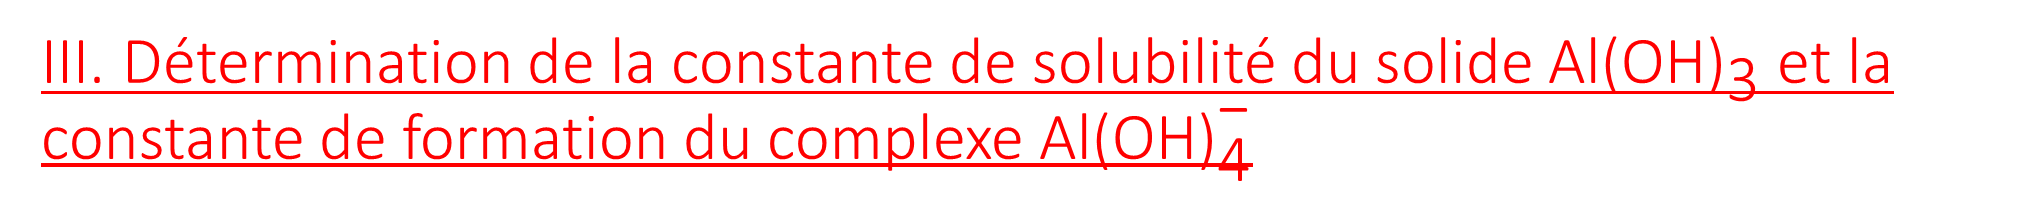 III. Détermination de la constante de solubilité du solide Al(OH)₃ et la
constante de formation du complexe Al(OH)₄⁻